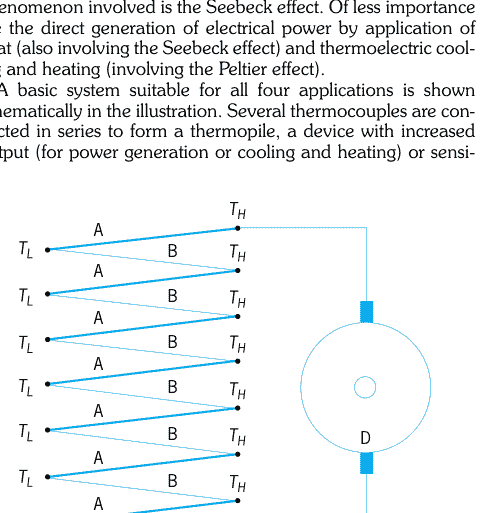 enomenon involved is the Seebeck effect. Of less importance
e the direct generation of electrical power by application of
at (also involving the Seebeck effect) and thermoelectric cool-
g and heating (involving the Peltier effect).
A basic system suitable for all four applications is shown
hematically in the illustration. Several thermocouples are con-
cted in series to form a thermopile, a device with increased
tput (for power generation or cooling and heating) or sensi-
T_H
A
T_L B T_H
A
T_L B T_H
A
T_L B T_H
A
T_L B T_H
A
T_L B T_H D
A
T_L B T_H
A